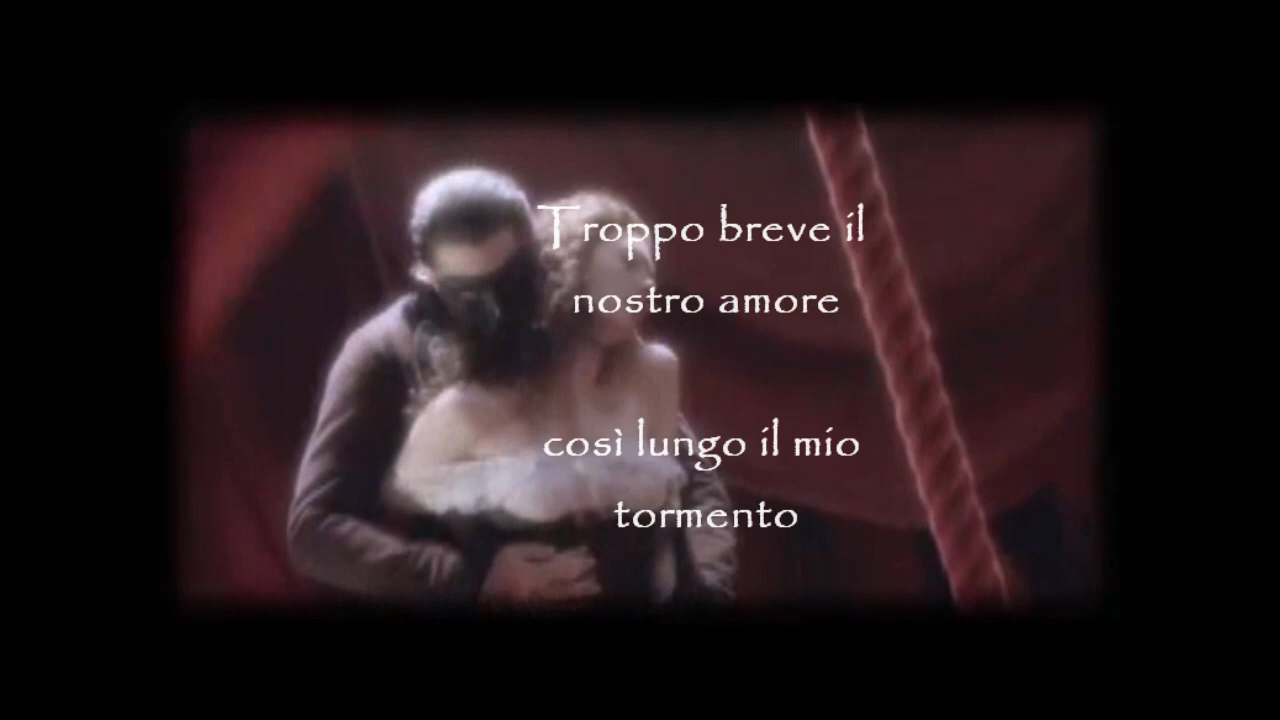 Troppo breve il
nostro amore
così lungo il mio
tormento